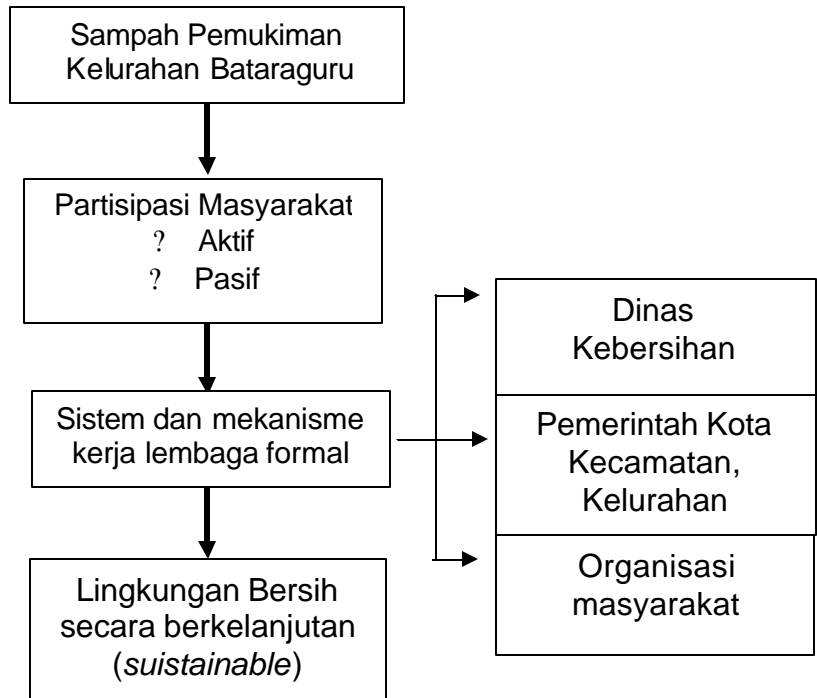 Sampah Pemukiman
Kelurahan Bataraguru
Partisipasi Masyarakat
? Aktif
? Pasif
Sistem dan mekanisme
kerja lembaga formal
Lingkungan Bersih
secara berkelanjutan
(suistainable)
Dinas
Kebersihan
Pemerintah Kota
Kecamatan,
Kelurahan
Organisasi
masyarakat